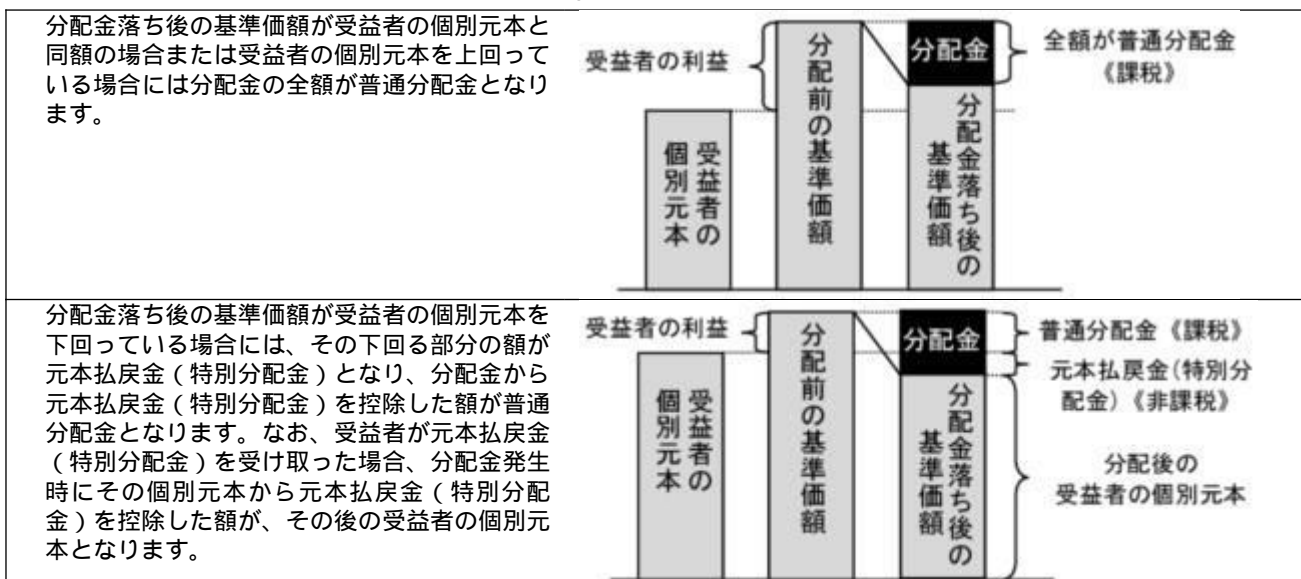 分配金落ち後の基準価額が受益者の個別元本と
同額の場合または受益者の個別元本を上回って
いる場合には分配金の全額が普通分配金となり
ます。
受益者の利益
受益者の
個別元本
分配前の基準価額
分配金
分配金落ち後の
基準価額
全額が普通分配金
《課税》
分配金落ち後の基準価額が受益者の個別元本を
下回っている場合には、その下回る部分の額が
元本払戻金(特別分配金)となり、分配金から
元本払戻金(特別分配金)を控除した額が普通
分配金となります。なお、受益者が元本払戻金
(特別分配金)を受け取った場合、分配金発生
時にその個別元本から元本払戻金(特別分配
金)を控除した額が、その後の受益者の個別元
本となります。
受益者の利益
受益者の
個別元本
分配前の基準価額
分配金
分配金落ち後の
基準価額
普通分配金《課税》
元本払戻金(特別分
配金)《非課税》
分配後の
受益者の個別元本